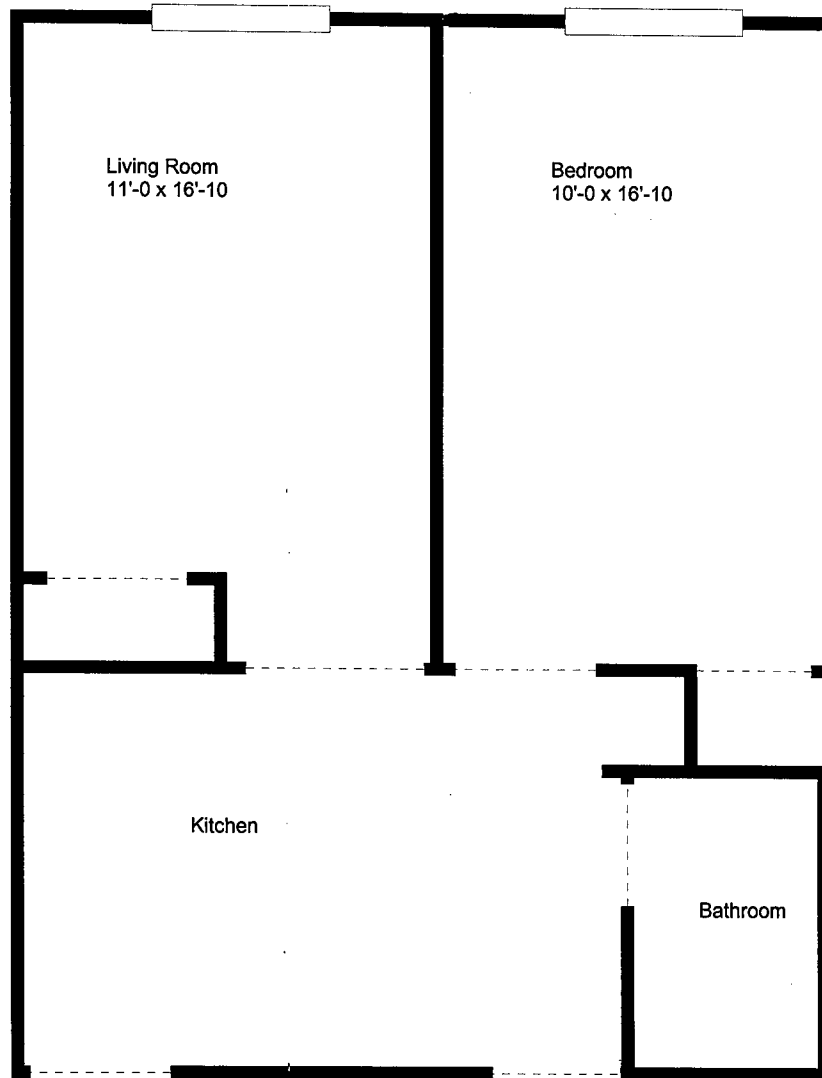 Living Room
11'-0 x 16'-10
Bedroom
10'-0 x 16'-10
Kitchen
Bathroom